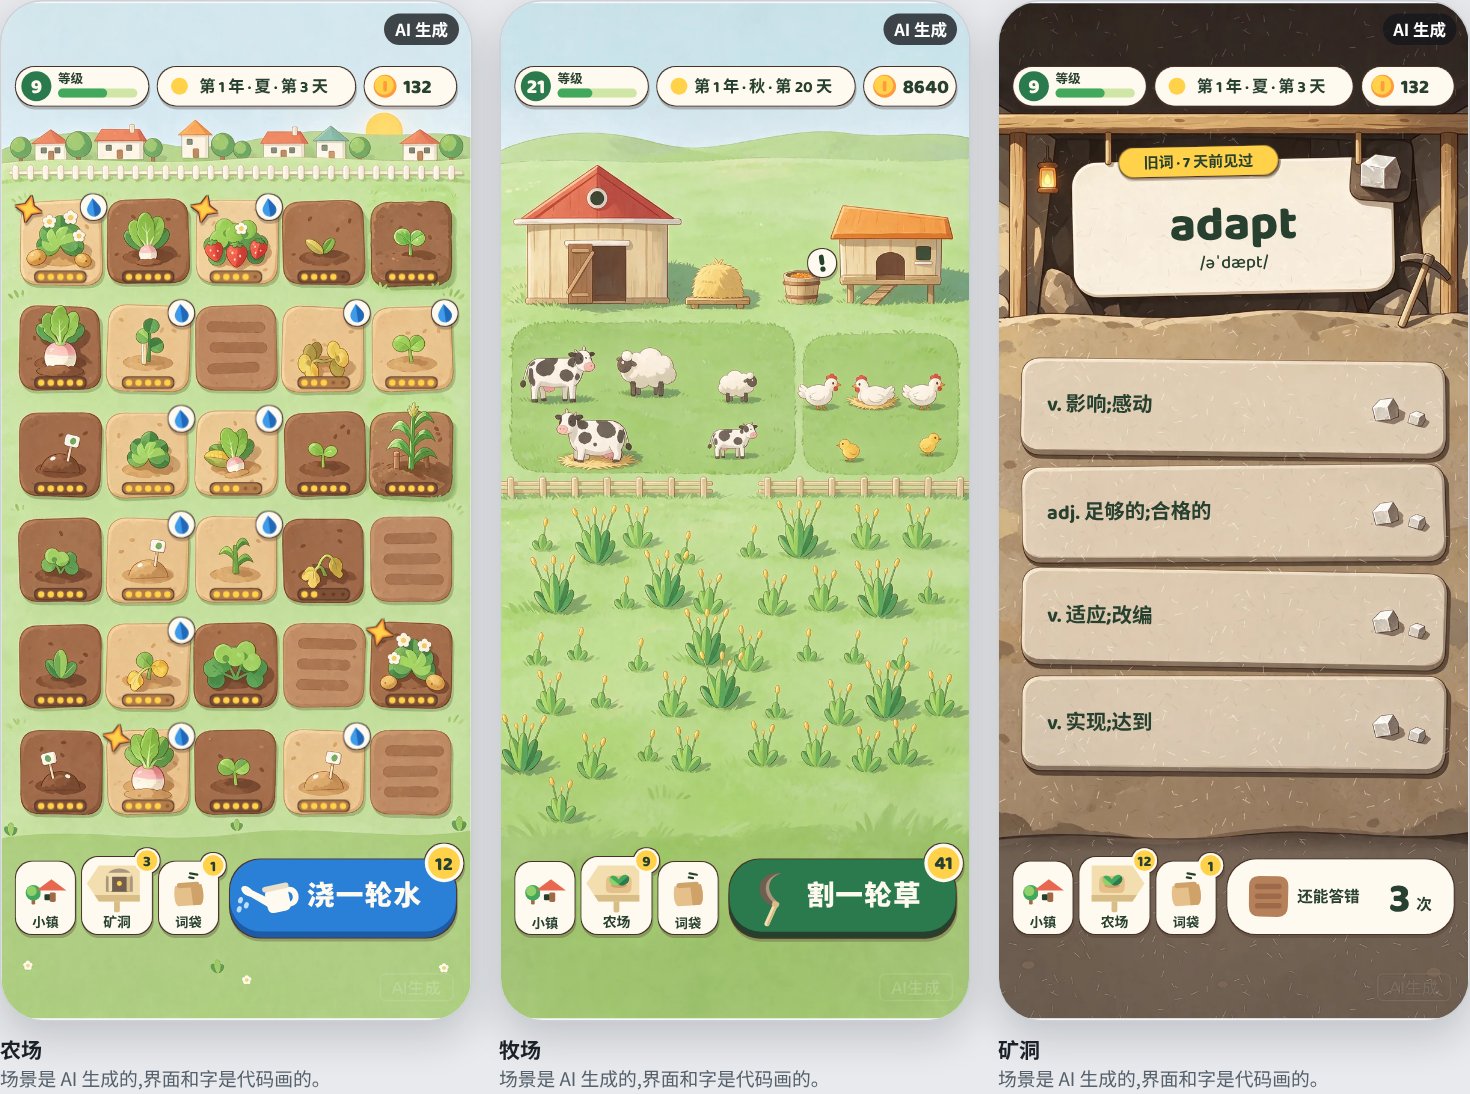 AI 生成
9
等级
第1年·夏·第3天
132
3
1
12
小镇
矿洞
词袋
浇一轮水
AI生成
农场
场景是 AI 生成的,界面和字是代码画的。
AI 生成
21
等级
第1年·秋·第20天
8640
!
9
41
小镇
农场
词袋
割一轮草
AI生成
牧场
场景是 AI 生成的,界面和字是代码画的。
AI 生成
9
等级
第1年·夏·第3天
132
旧词·7天前见过
adapt
/əˈdæpt/
v. 影响;感动
adj. 足够的;合格的
v. 适应;改编
v. 实现;达到
12
1
小镇
农场
词袋
还能答错 3 次
AI生成
矿洞
场景是 AI 生成的,界面和字是代码画的。